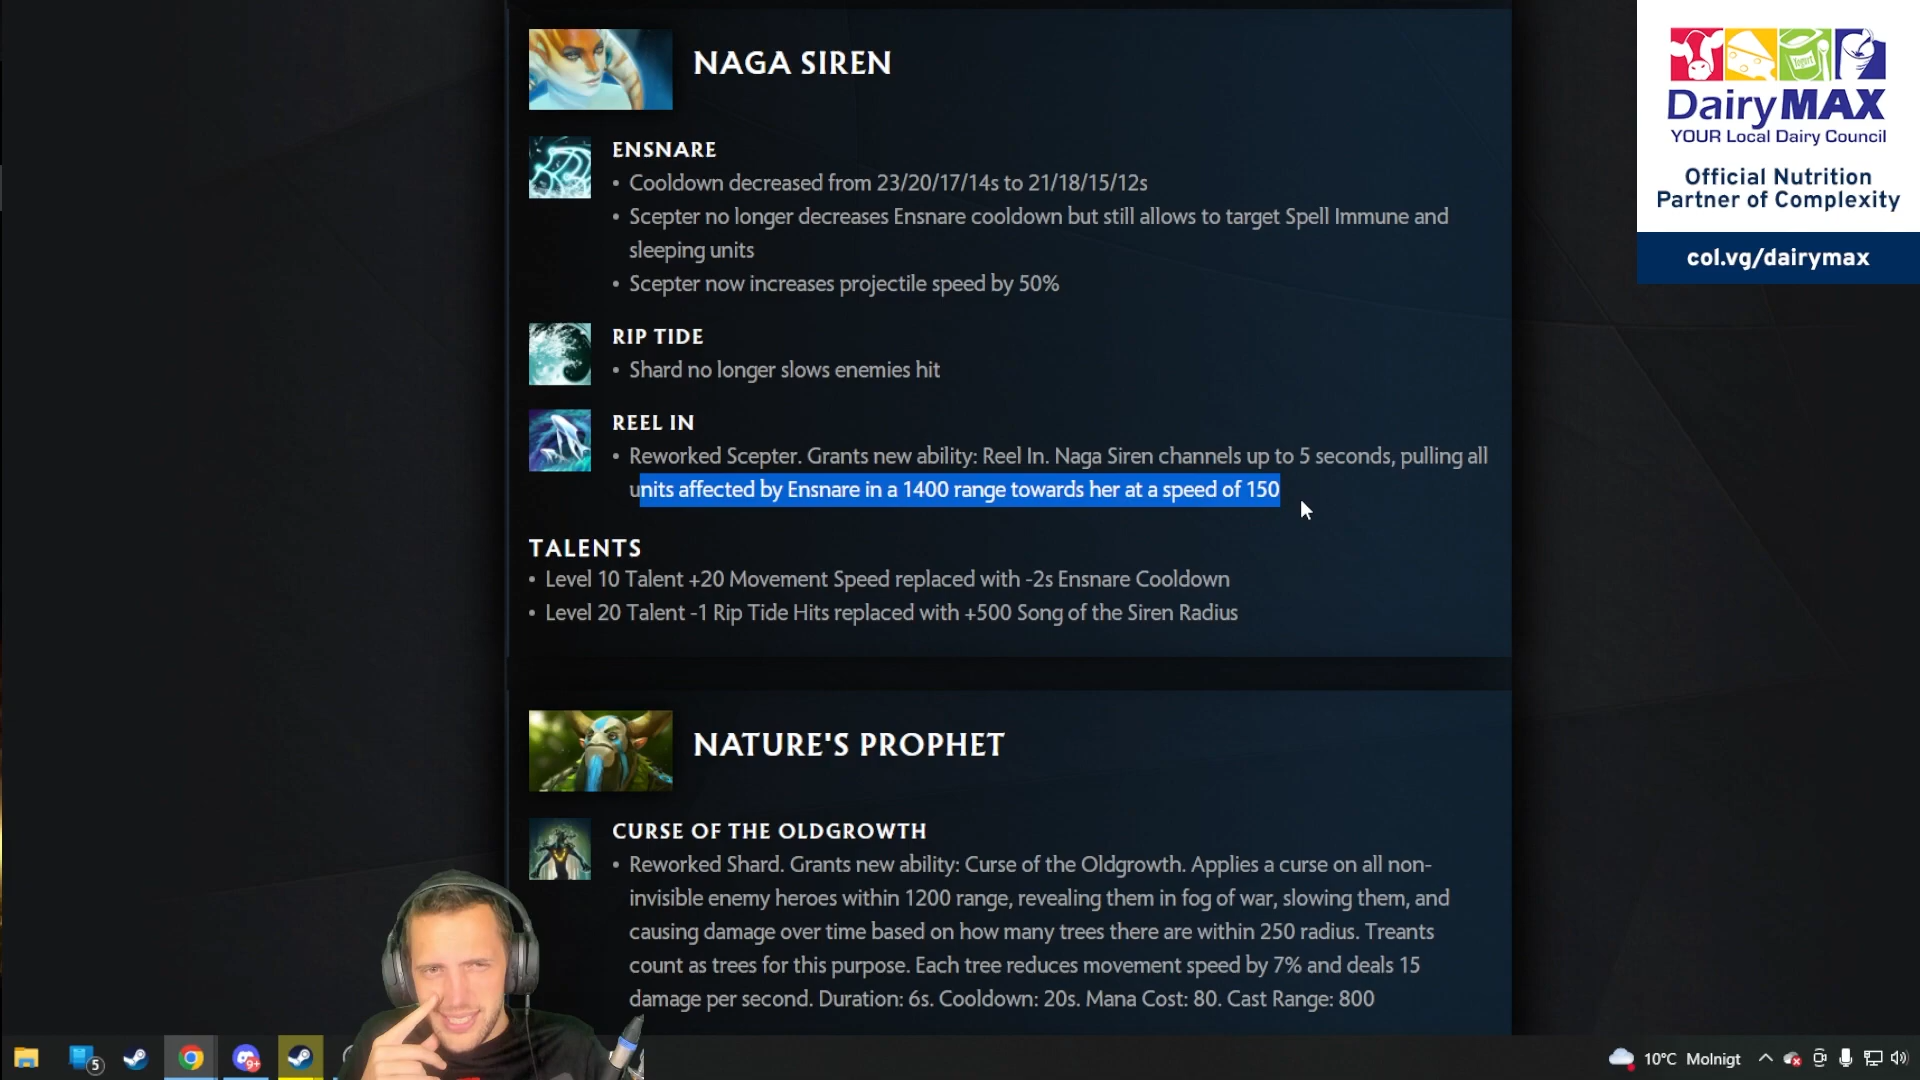 NAGA SIREN
ENSNARE
• Cooldown decreased from 23/20/17/14s to 21/18/15/12s
• Scepter no longer decreases Ensnare cooldown but still allows to target Spell Immune and
sleeping units
• Scepter now increases projectile speed by 50%
RIP TIDE
• Shard no longer slows enemies hit
REEL IN
• Reworked Scepter. Grants new ability: Reel In. Naga Siren channels up to 5 seconds, pulling all
units affected by Ensnare in a 1400 range towards her at a speed of 150
TALENTS
• Level 10 Talent +20 Movement Speed replaced with -2s Ensnare Cooldown
• Level 20 Talent -1 Rip Tide Hits replaced with +500 Song of the Siren Radius
NATURE'S PROPHET
CURSE OF THE OLDGROWTH
• Reworked Shard. Grants new ability: Curse of the Oldgrowth. Applies a curse on all non-
invisible enemy heroes within 1200 range, revealing them in fog of war, slowing them, and
causing damage over time based on how many trees there are within 250 radius. Treants
count as trees for this purpose. Each tree reduces movement speed by 7% and deals 15
damage per second. Duration: 6s. Cooldown: 20s. Mana Cost: 80. Cast Range: 800
Yogurt
DairyMAX
YOUR Local Dairy Council
Official Nutrition
Partner of Complexity
col.vg/dairymax
5
9+
10°C Molnigt